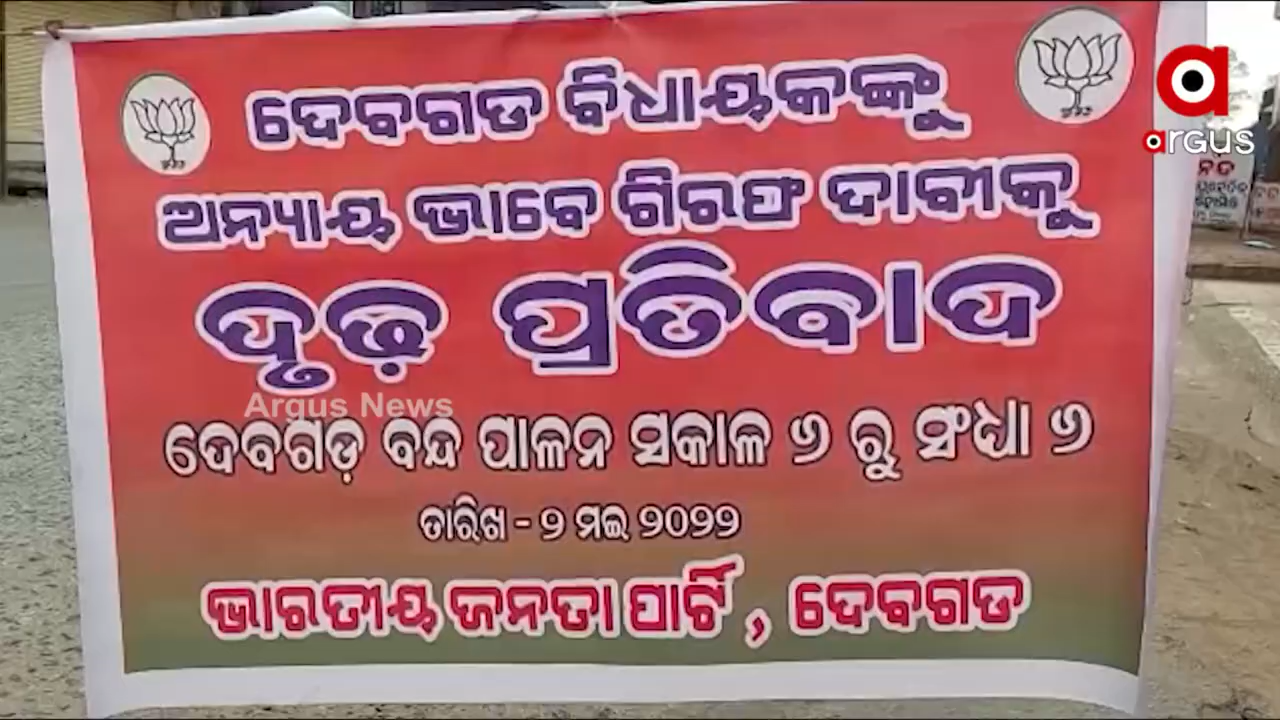 ଦେବଗଡ ବିଧାୟକଙ୍କୁ
ଅନ୍ୟାୟ ଭାବେ ଗିରଫ ଦାବୀକୁ
ଦୃଢ଼ ପ୍ରତିବାଦ
ଦେବଗଡ଼ ବନ୍ଦ ପାଳନ ସକାଳ ୬ ରୁ ସଂଧ୍ୟା ୬
ତାରିଖ - ୨ ମଇ ୨୦୨୨
ଭାରତୀୟ ଜନତା ପାର୍ଟି , ଦେବଗଡ
Argus News
argus